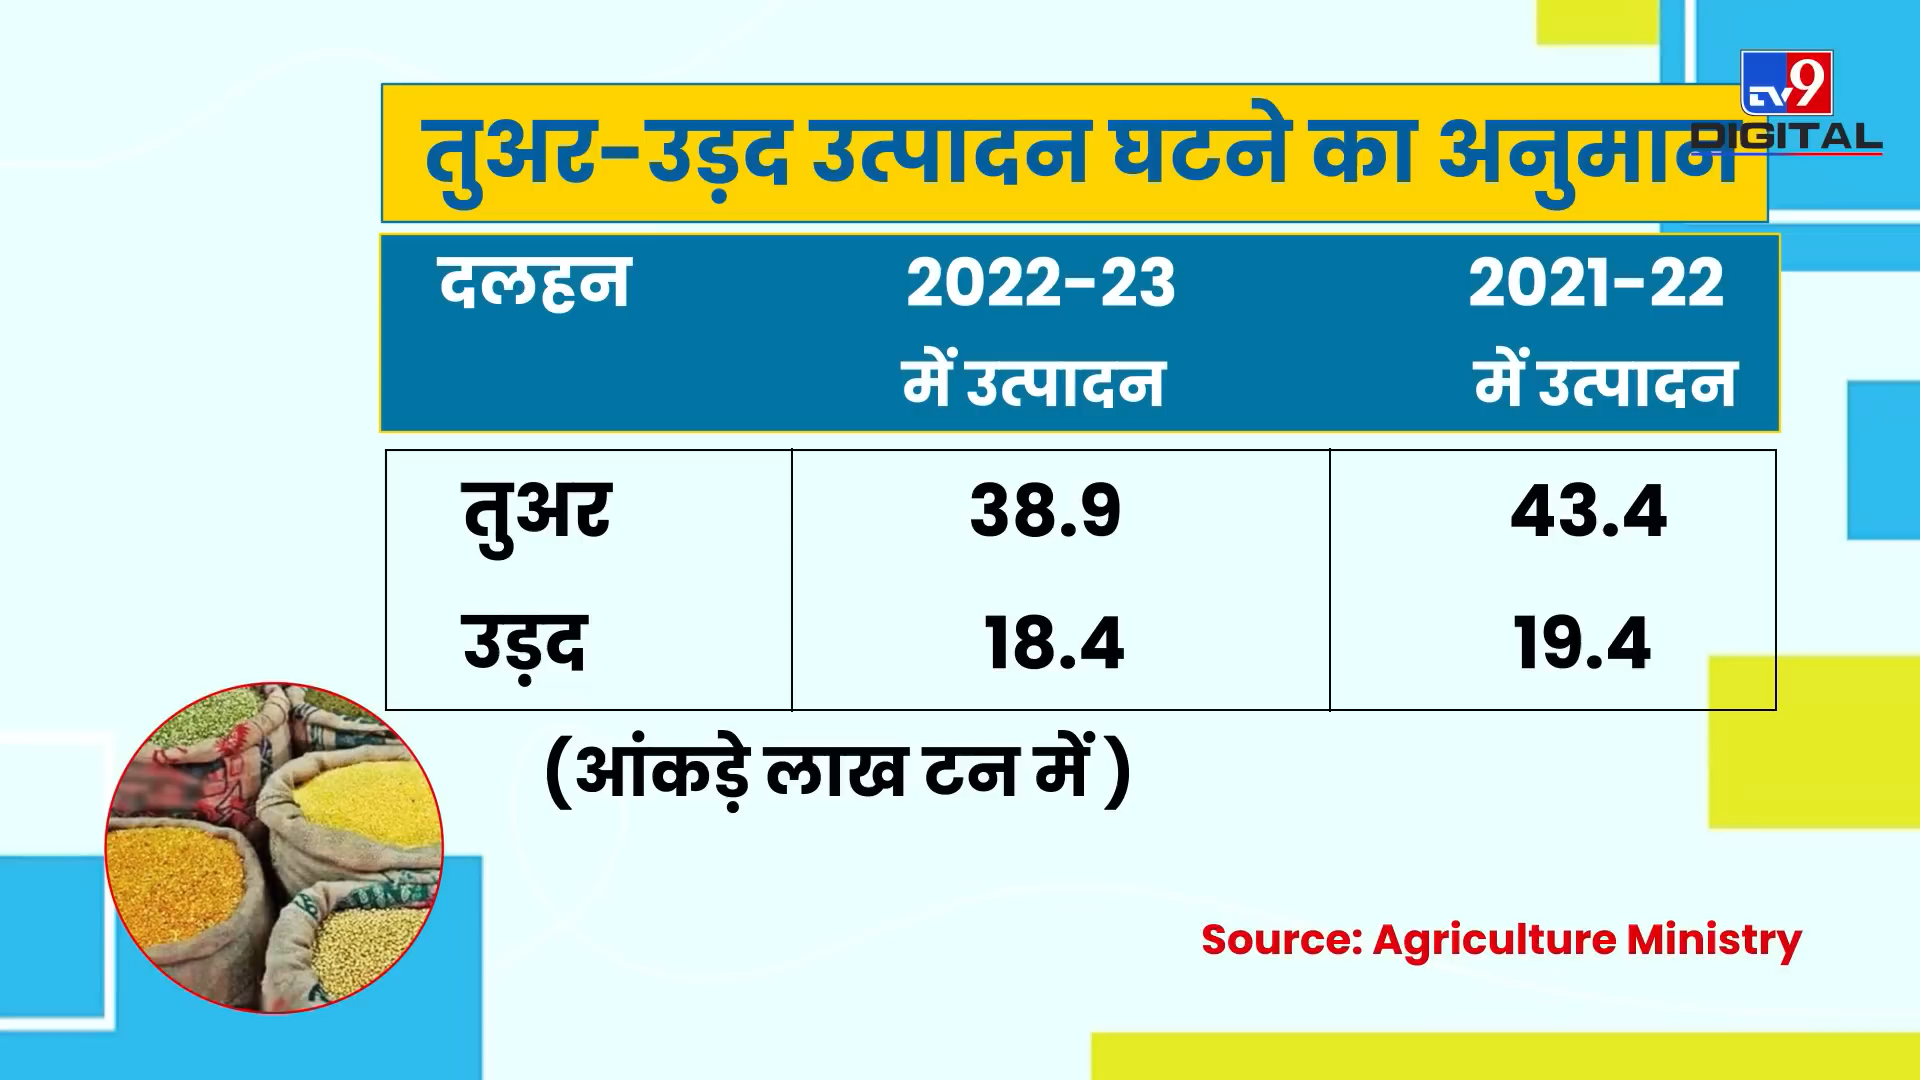 TV9
DIGITAL
तुअर-उड़द उत्पादन घटने का अनुमान
दलहन 2022-23 2021-22
में उत्पादन में उत्पादन
तुअर 38.9 43.4
उड़द 18.4 19.4
(आंकड़े लाख टन में )
Source: Agriculture Ministry